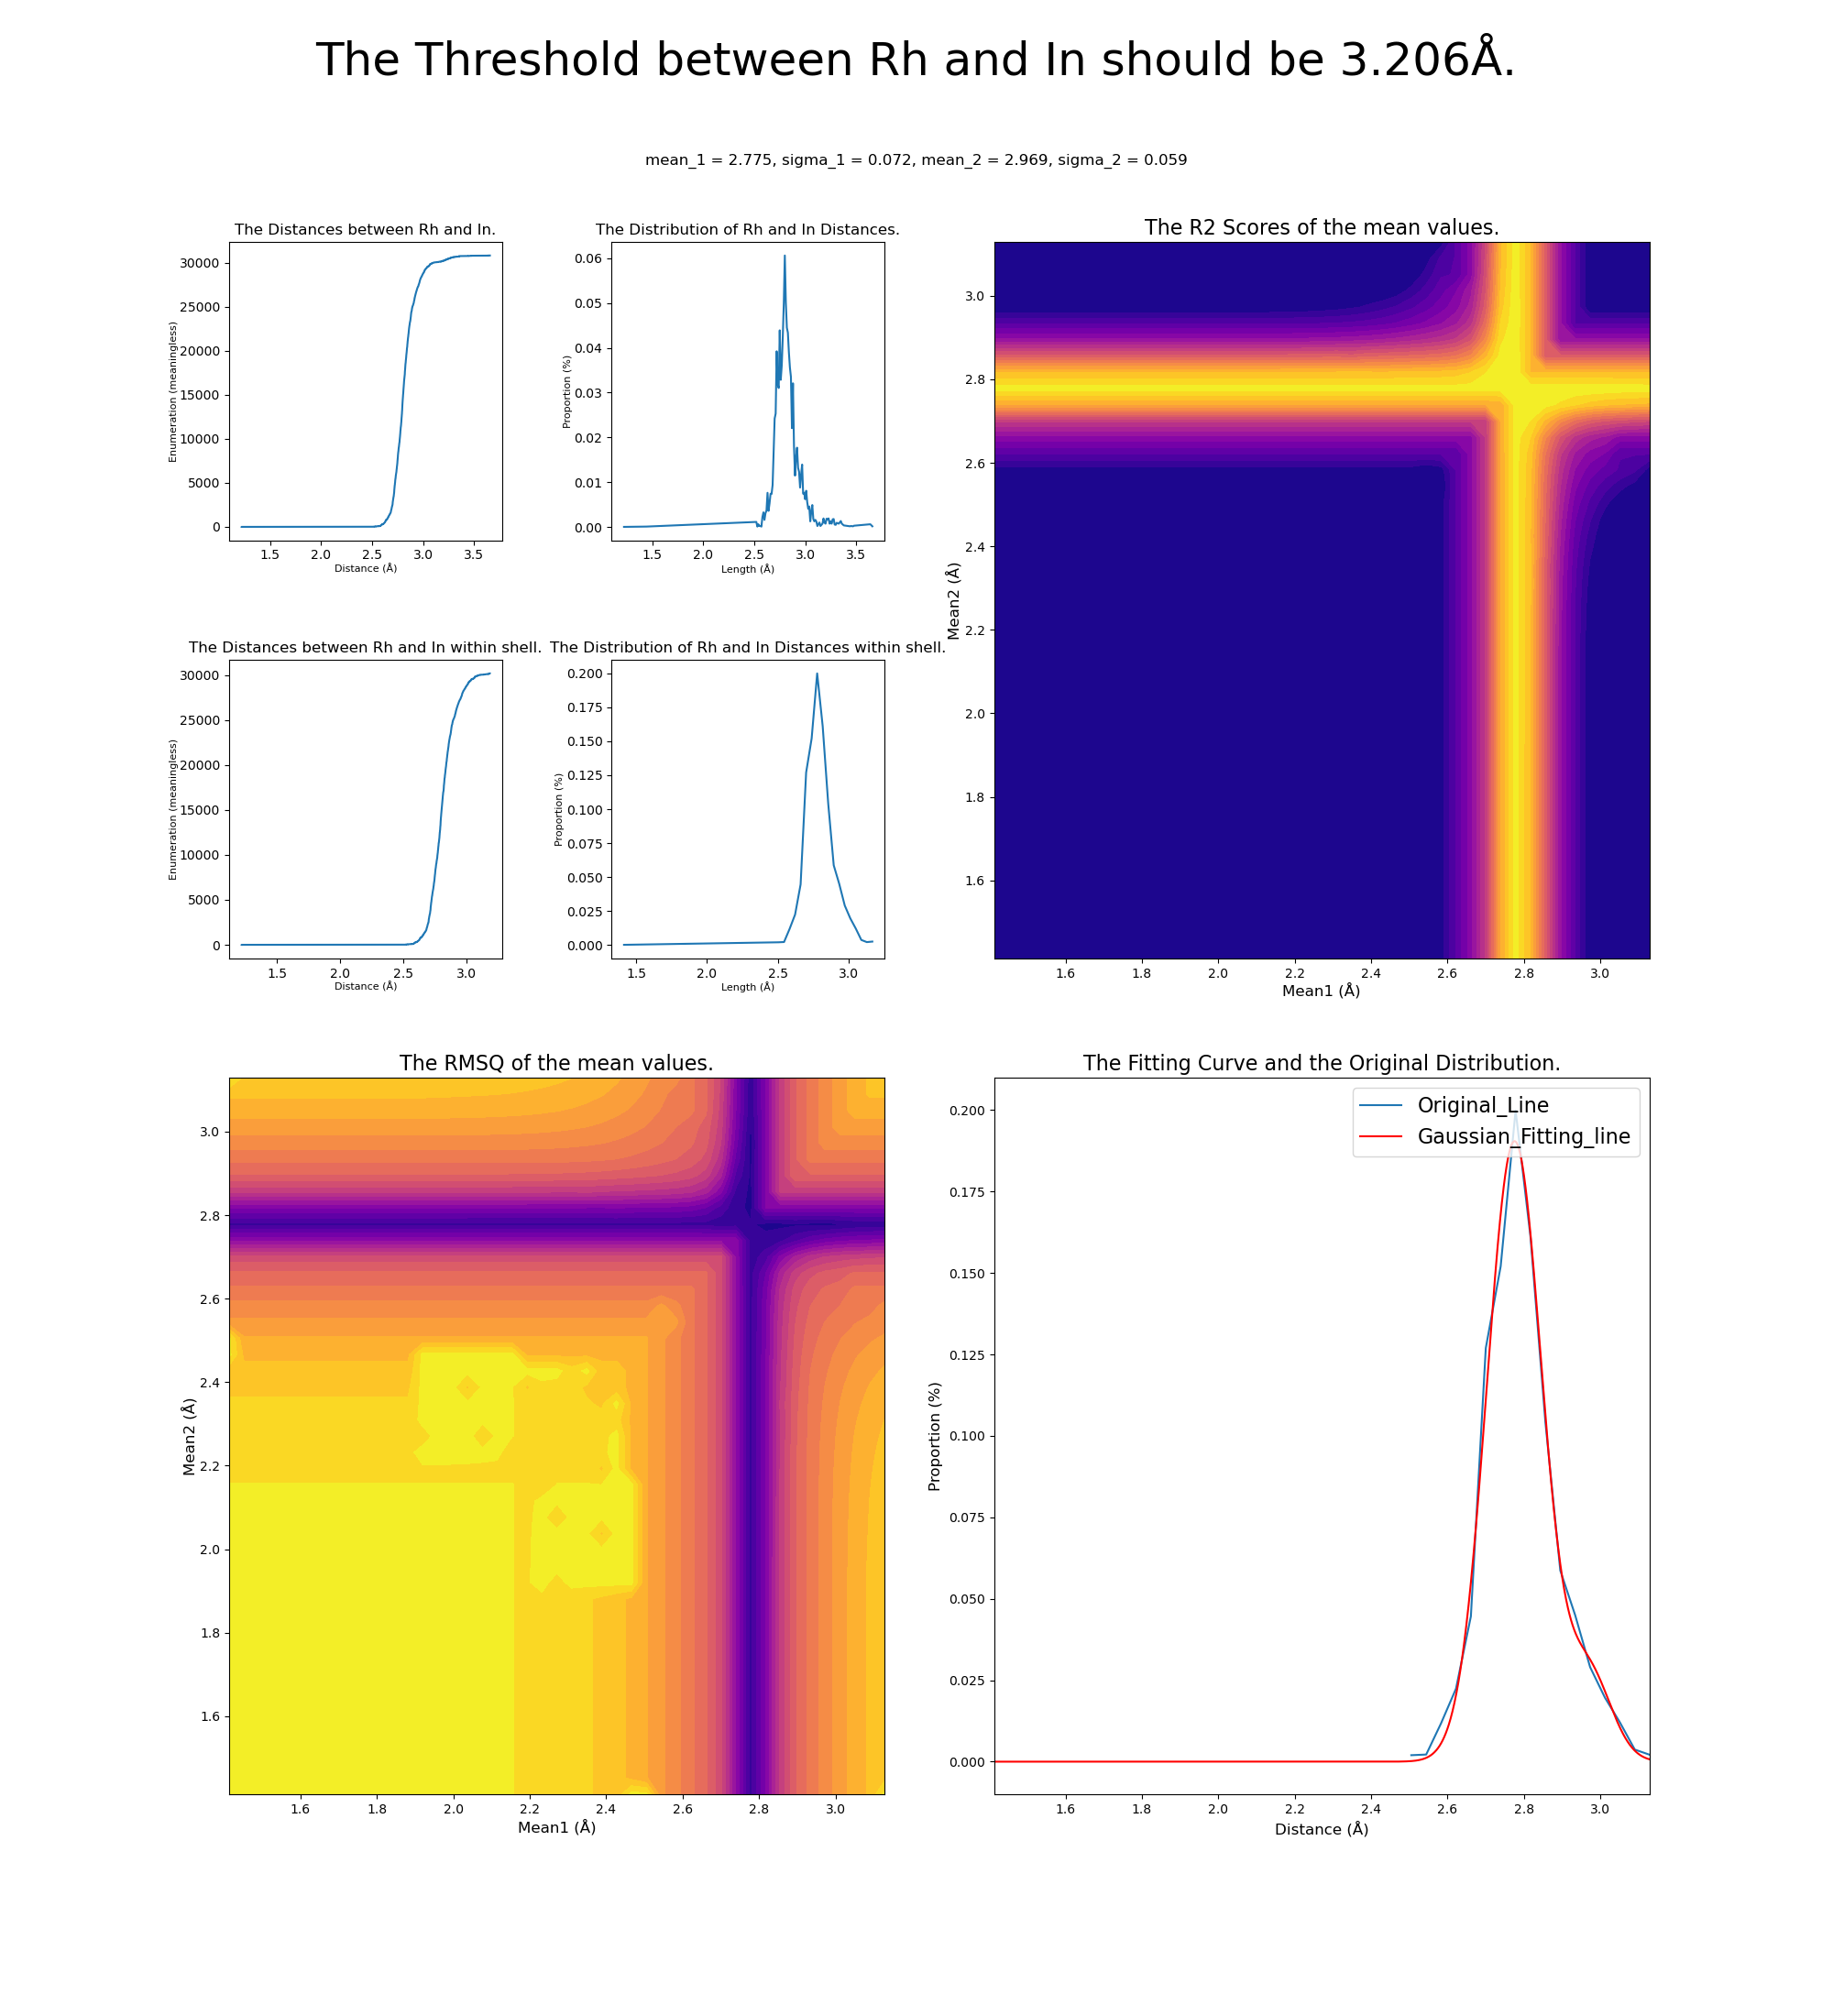 The Threshold between Rh and In should be 3.206Å.
mean_1 = 2.775, sigma_1 = 0.072, mean_2 = 2.969, sigma_2 = 0.059
The Distances between Rh and In.
Enumeration (meaningless)
30000
25000
20000
15000
10000
5000
0
1.5 2.0 2.5 3.0 3.5
Distance (Å)
The Distribution of Rh and In Distances.
Proportion (%)
0.06
0.05
0.04
0.03
0.02
0.01
0.00
1.5 2.0 2.5 3.0 3.5
Length (Å)
The R2 Scores of the mean values.
Mean2 (Å)
3.0
2.8
2.6
2.4
2.2
2.0
1.8
1.6
1.6 1.8 2.0 2.2 2.4 2.6 2.8 3.0
Mean1 (Å)
The Distances between Rh and In within shell.
Enumeration (meaningless)
30000
25000
20000
15000
10000
5000
0
1.5 2.0 2.5 3.0
Distance (Å)
The Distribution of Rh and In Distances within shell.
Proportion (%)
0.200
0.175
0.150
0.125
0.100
0.075
0.050
0.025
0.000
1.5 2.0 2.5 3.0
Length (Å)
The RMSQ of the mean values.
Mean2 (Å)
3.0
2.8
2.6
2.4
2.2
2.0
1.8
1.6
1.6 1.8 2.0 2.2 2.4 2.6 2.8 3.0
Mean1 (Å)
The Fitting Curve and the Original Distribution.
Original_Line
Gaussian_Fitting_line
Proportion (%)
0.200
0.175
0.150
0.125
0.100
0.075
0.050
0.025
0.000
1.6 1.8 2.0 2.2 2.4 2.6 2.8 3.0
Distance (Å)